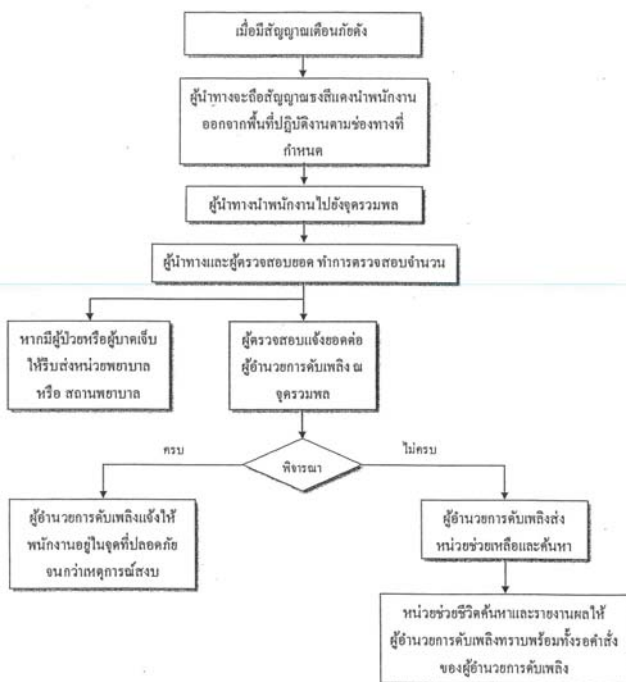 เมื่อมีสัญญาณเตือนภัยดัง
ผู้นำทางจะถือสัญญาณธงสีแดงนำพนักงาน
ออกจากพื้นที่ปฏิบัติงานตามช่องทางที่
กำหนด
ผู้นำทางนำพนักงานไปยังจุดรวมพล
ผู้นำทางและผู้ตรวจสอบยอด ทำการตรวจสอบจำนวน
หากมีผู้ป่วยหรือผู้บาดเจ็บ
ให้รีบส่งหน่วยพยาบาล
หรือ สถานพยาบาล
ผู้ตรวจสอบแจ้งยอดต่อ
ผู้อำนวยการดับเพลิง ณ
จุดรวมพล
ครบ
พิจารณา
ไม่ครบ
ผู้อำนวยการดับเพลิงแจ้งให้
พนักงานอยู่ในจุดที่ปลอดภัย
จนกว่าเหตุการณ์สงบ
ผู้อำนวยการดับเพลิงส่ง
หน่วยช่วยเหลือและค้นหา
หน่วยช่วยชีวิตค้นหาและรายงานผลให้
ผู้อำนวยการดับเพลิงทราบพร้อมทั้งรอคำสั่ง
ของผู้อำนวยการดับเพลิง